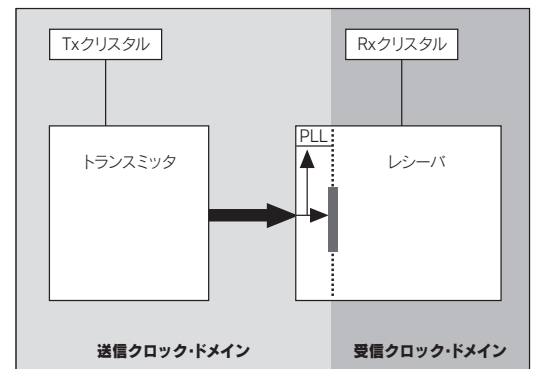 Txクリスタル
Rxクリスタル
PLL
トランスミッタ
レシーバ
送信クロック・ドメイン
受信クロック・ドメイン